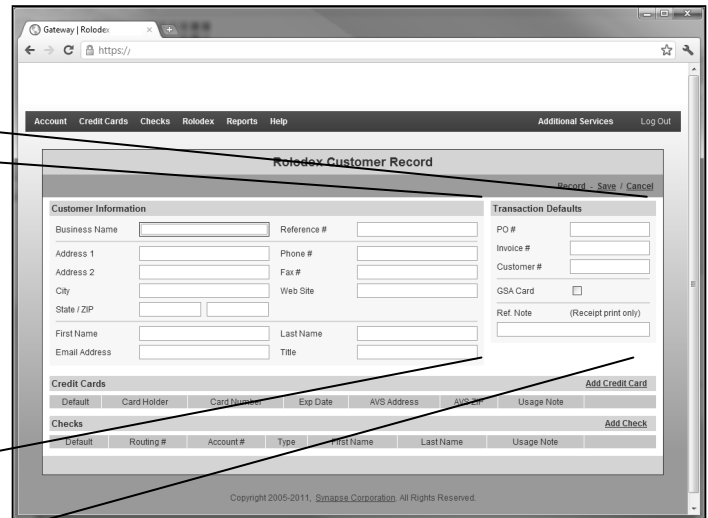 Gateway | Rolodex
https://
Account Credit Cards Checks Rolodex Reports Help Additional Services Log Out
Rolodex Customer Record
Record - Save / Cancel
Customer Information
Business Name Reference #
Address 1 Phone #
Address 2 Fax #
City Web Site
State / ZIP
First Name Last Name
Email Address Title
Transaction Defaults
PO #
Invoice #
Customer #
GSA Card
Ref. Note (Receipt print only)
Credit Cards Add Credit Card
Default Card Holder Card Number Exp Date AVS Address AVS ZIP Usage Note
Checks Add Check
Default Routing # Account # Type First Name Last Name Usage Note
Copyright 2005-2011, Synapse Corporation. All Rights Reserved.